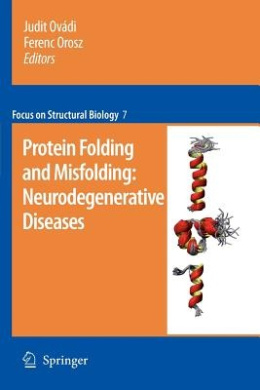 Judit Ovádi
Ferenc Orosz
Editors
Focus on Structural Biology 7
Protein Folding
and Misfolding:
Neurodegenerative
Diseases
Springer